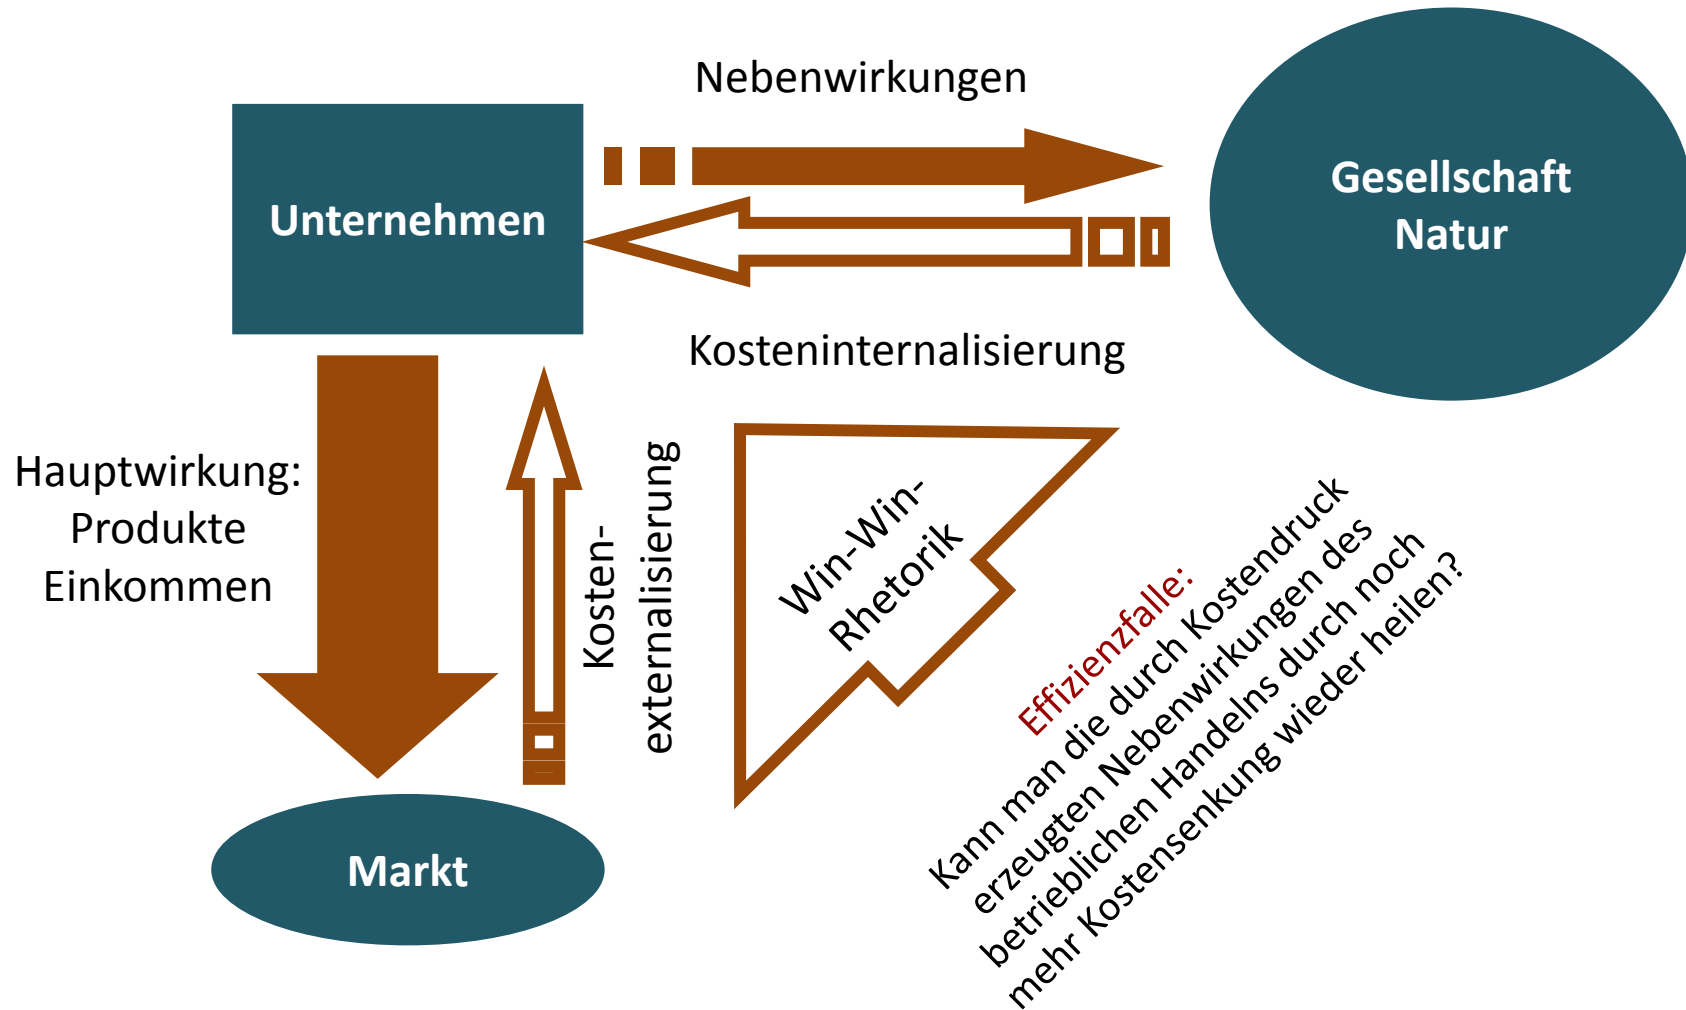 Nebenwirkungen
Unternehmen
Gesellschaft
Natur
Kosteninternalisierung
Hauptwirkung:
Produkte
Einkommen
Kosten-
externalisierung
Win-Win-
Rhetorik
Effizienzfalle:
Kann man die durch Kostendruck
erzeugten Nebenwirkungen des
betrieblichen Handelns durch noch
mehr Kostensenkung wieder heilen?
Markt